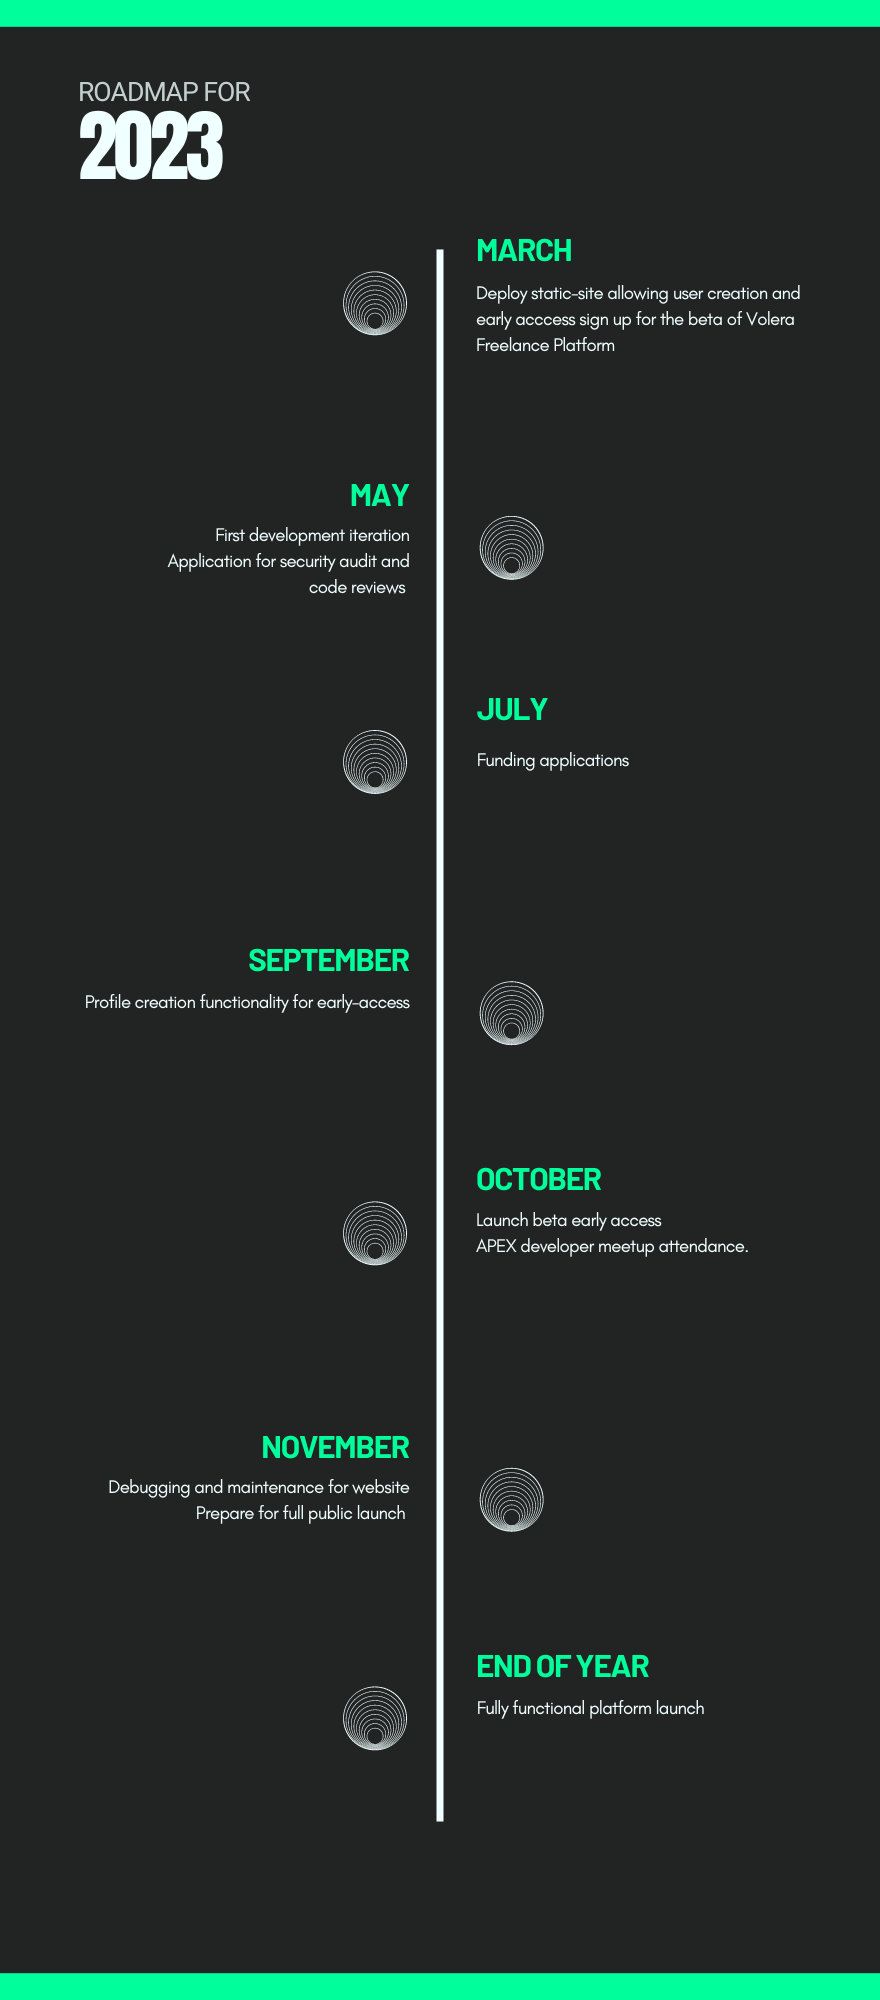 ROADMAP FOR
2023
MARCH
Deploy static-site allowing user creation and
early acccess sign up for the beta of Volera
Freelance Platform
MAY
First development iteration
Application for security audit and
code reviews
JULY
Funding applications
SEPTEMBER
Profile creation functionality for early-access
OCTOBER
Launch beta early access
APEX developer meetup attendance.
NOVEMBER
Debugging and maintenance for website
Prepare for full public launch
END OF YEAR
Fully functional platform launch